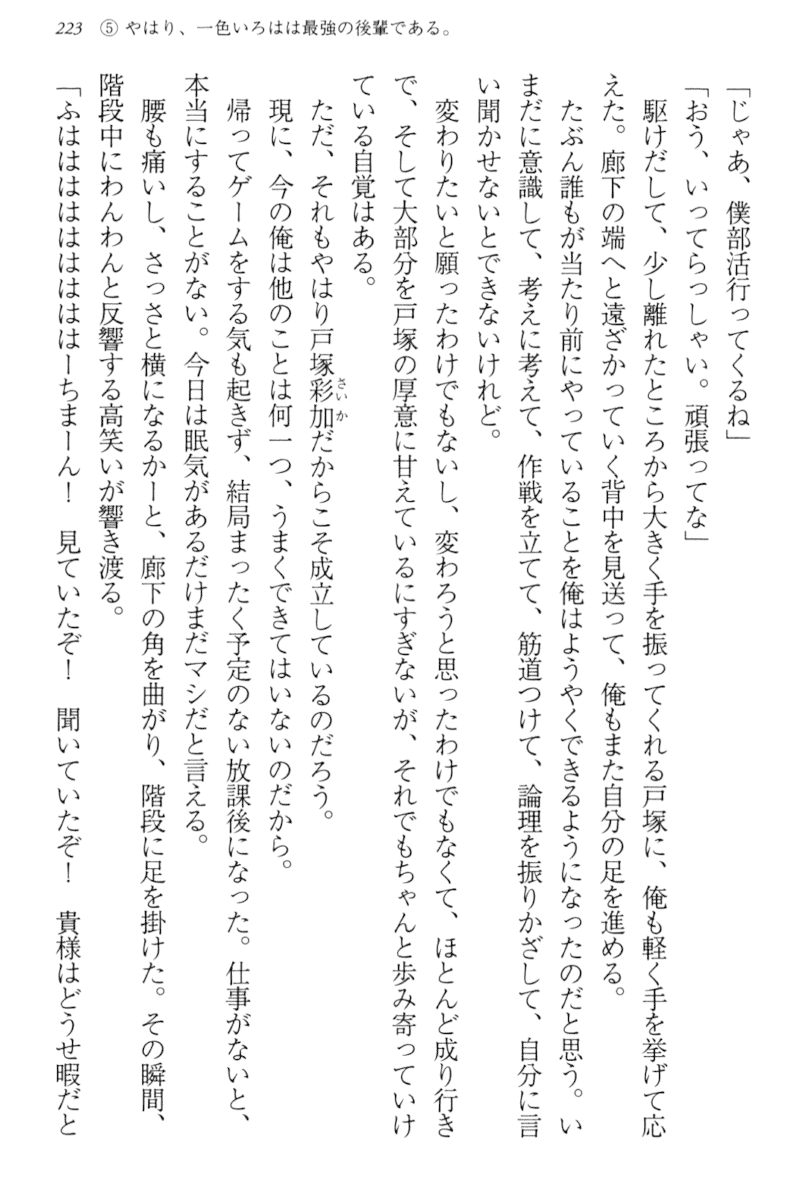 223 ⑤ やはり、一色いろはは最強の後輩である。
「じゃあ、僕部活行ってくるね」
「おう、いってらっしゃい。頑張ってな」
　駆けだして、少し離れたところから大きく手を振ってくれる戸塚に、俺も軽く手を挙げて応
えた。廊下の端へと遠ざかっていく背中を見送って、俺もまた自分の足を進める。
　たぶん誰もが当たり前にやっていることを俺はようやくできるようになったのだと思う。い
まだに意識して、考えに考えて、作戦を立てて、筋道つけて、論理を振りかざして、自分に言
い聞かせないとできないけれど。
　変わりたいと願ったわけでもないし、変わろうと思ったわけでもなくて、ほとんど成り行き
で、そして大部分を戸塚の厚意に甘えているにすぎないが、それでもちゃんと歩み寄っていけ
ている自覚はある。
　ただ、それもやはり戸塚彩加さいかだからこそ成立しているのだろう。
　現に、今の俺は他のことは何一つ、うまくできてはいないのだから。
　帰ってゲームをする気も起きず、結局まったく予定のない放課後になった。仕事がないと、
本当にすることがない。今日は眠気があるだけまだマシだと言える。
　腰も痛いし、さっさと横になるかーと、廊下の角を曲がり、階段に足を掛けた。その瞬間、
階段中にわんわんと反響する高笑いが響き渡る。
「ふはははははははははーちまーん！　見ていたぞ！　聞いていたぞ！　貴様はどうせ暇だと